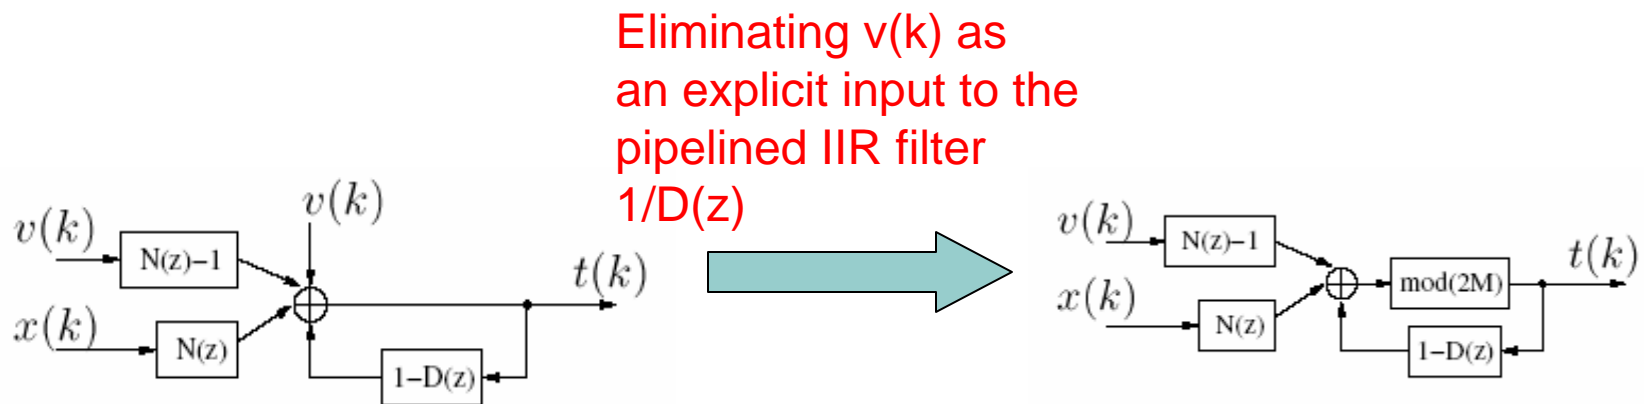 Eliminating v(k) as
an explicit input to the
pipelined IIR filter
1/D(z)
v(k)
v(k)
N(z)−1
t(k)
x(k)
N(z)
1−D(z)
v(k)
N(z)−1
t(k)
mod(2M)
x(k)
N(z)
1−D(z)